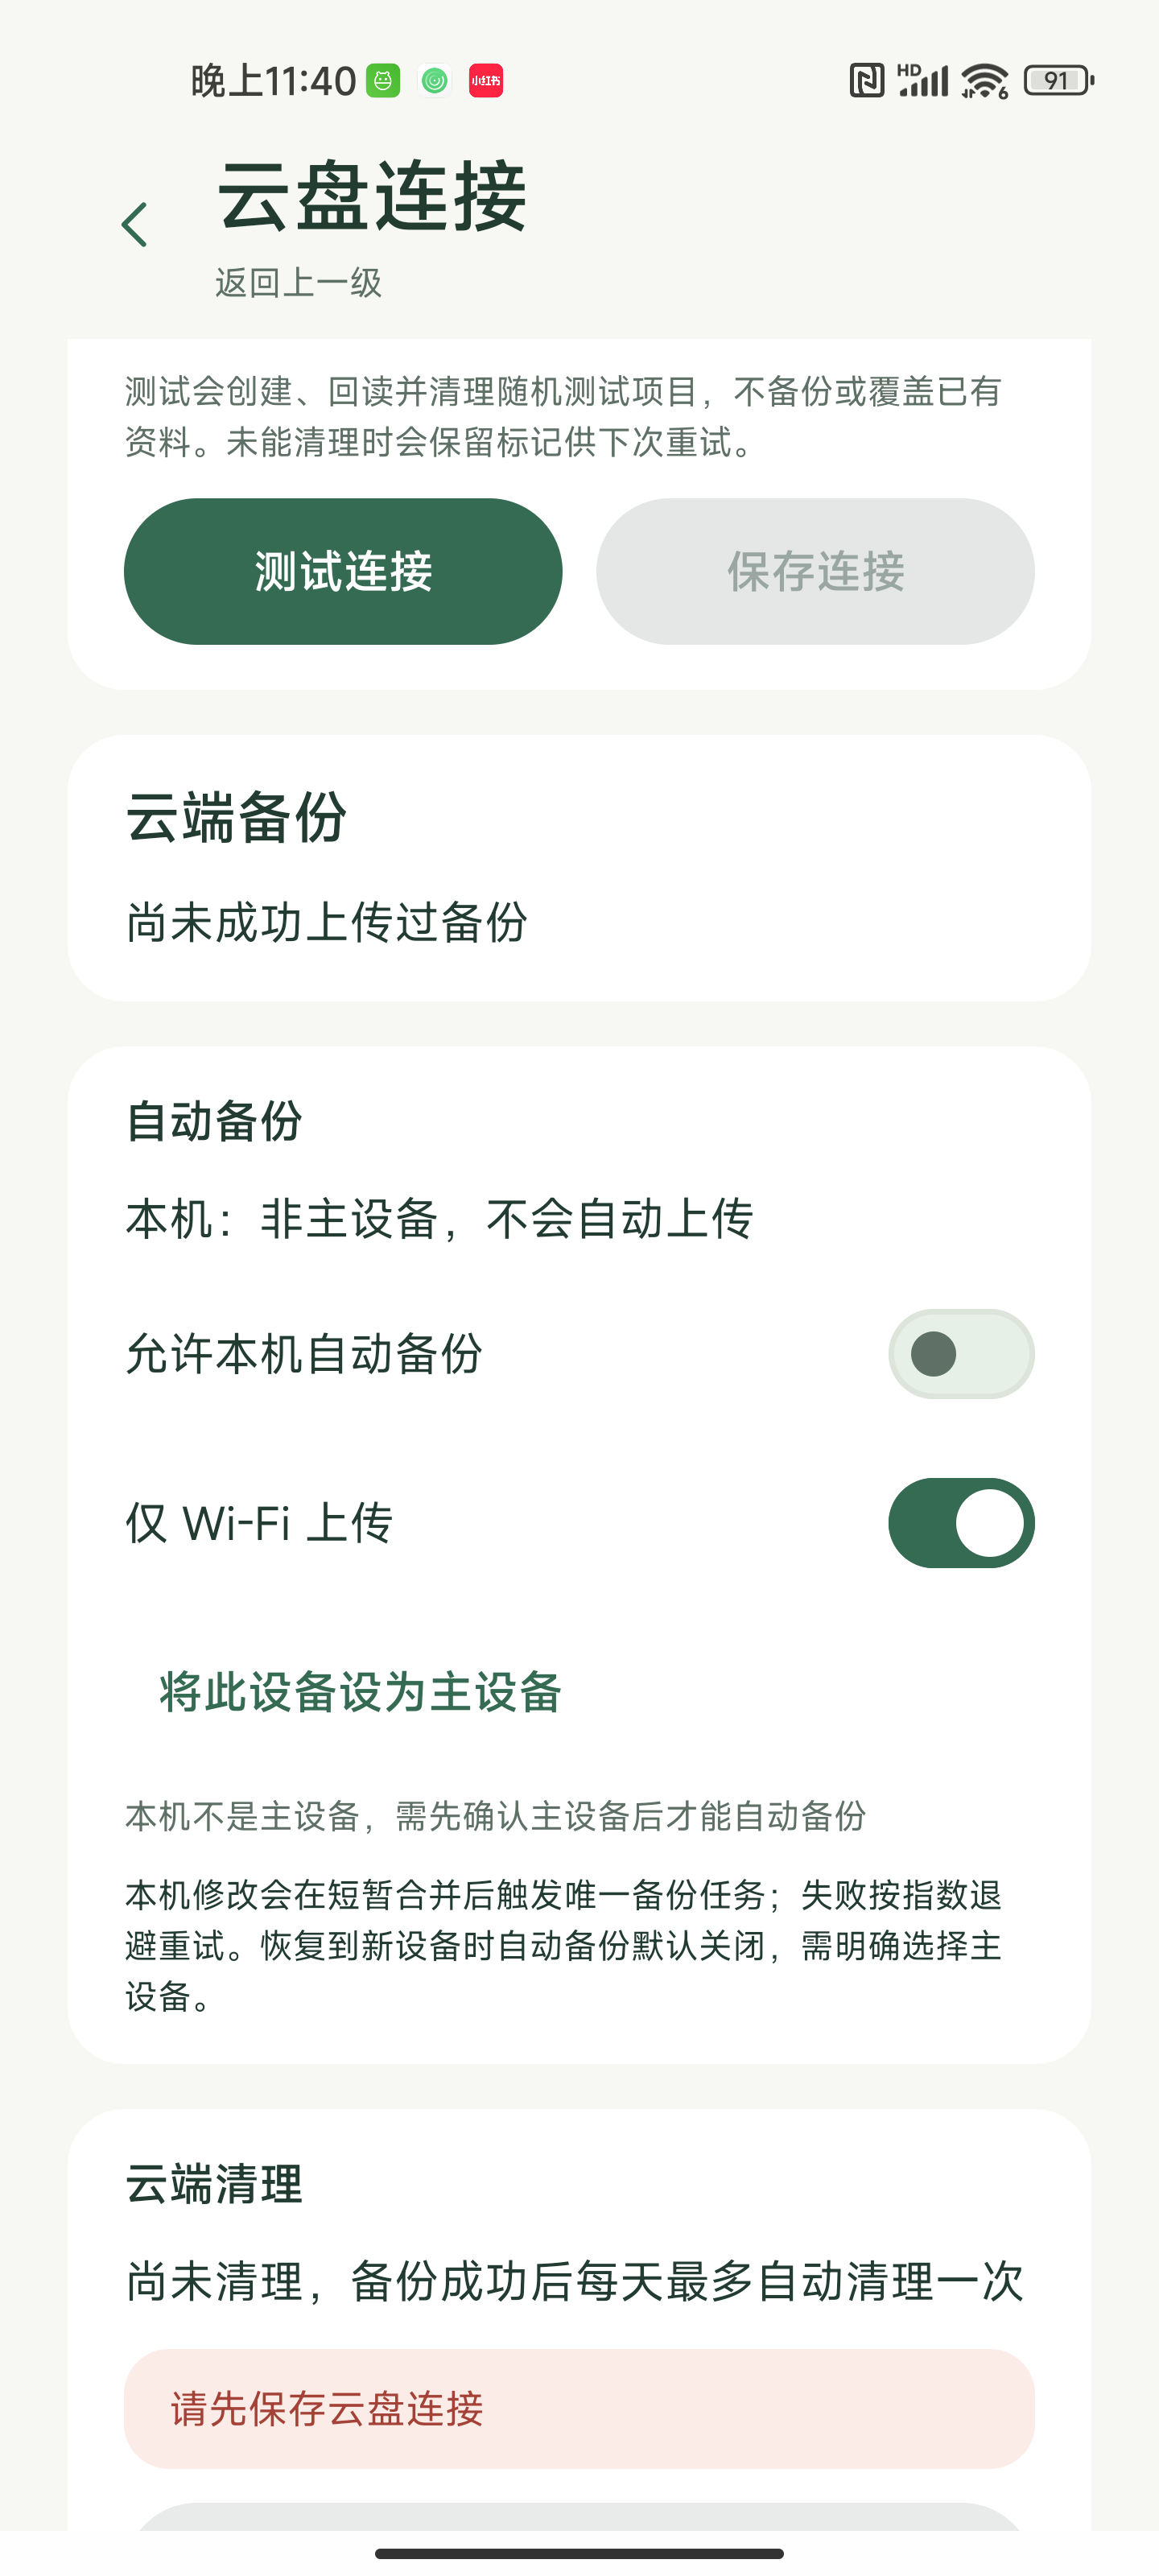 晚上11:40
小红书
HD
6
91
云盘连接
返回上一级
测试会创建、回读并清理随机测试项目，不备份或覆盖已有
资料。未能清理时会保留标记供下次重试。
测试连接
保存连接
云端备份
尚未成功上传过备份
自动备份
本机：非主设备，不会自动上传
允许本机自动备份
仅 Wi-Fi 上传
将此设备设为主设备
本机不是主设备，需先确认主设备后才能自动备份
本机修改会在短暂合并后触发唯一备份任务；失败按指数退
避重试。恢复到新设备时自动备份默认关闭，需明确选择主
设备。
云端清理
尚未清理，备份成功后每天最多自动清理一次
请先保存云盘连接